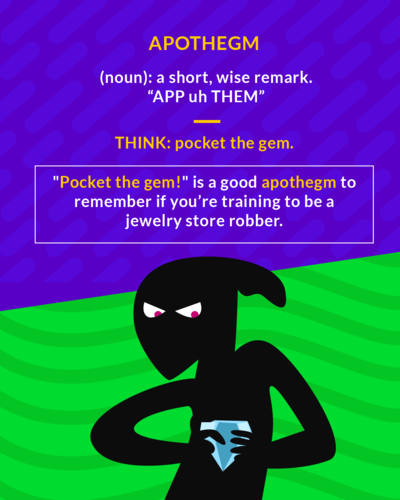 APOTHEGM
(noun): a short, wise remark.
“APP uh THEM”
THINK: pocket the gem.
"Pocket the gem!" is a good apothegm to
remember if you’re training to be a
jewelry store robber.